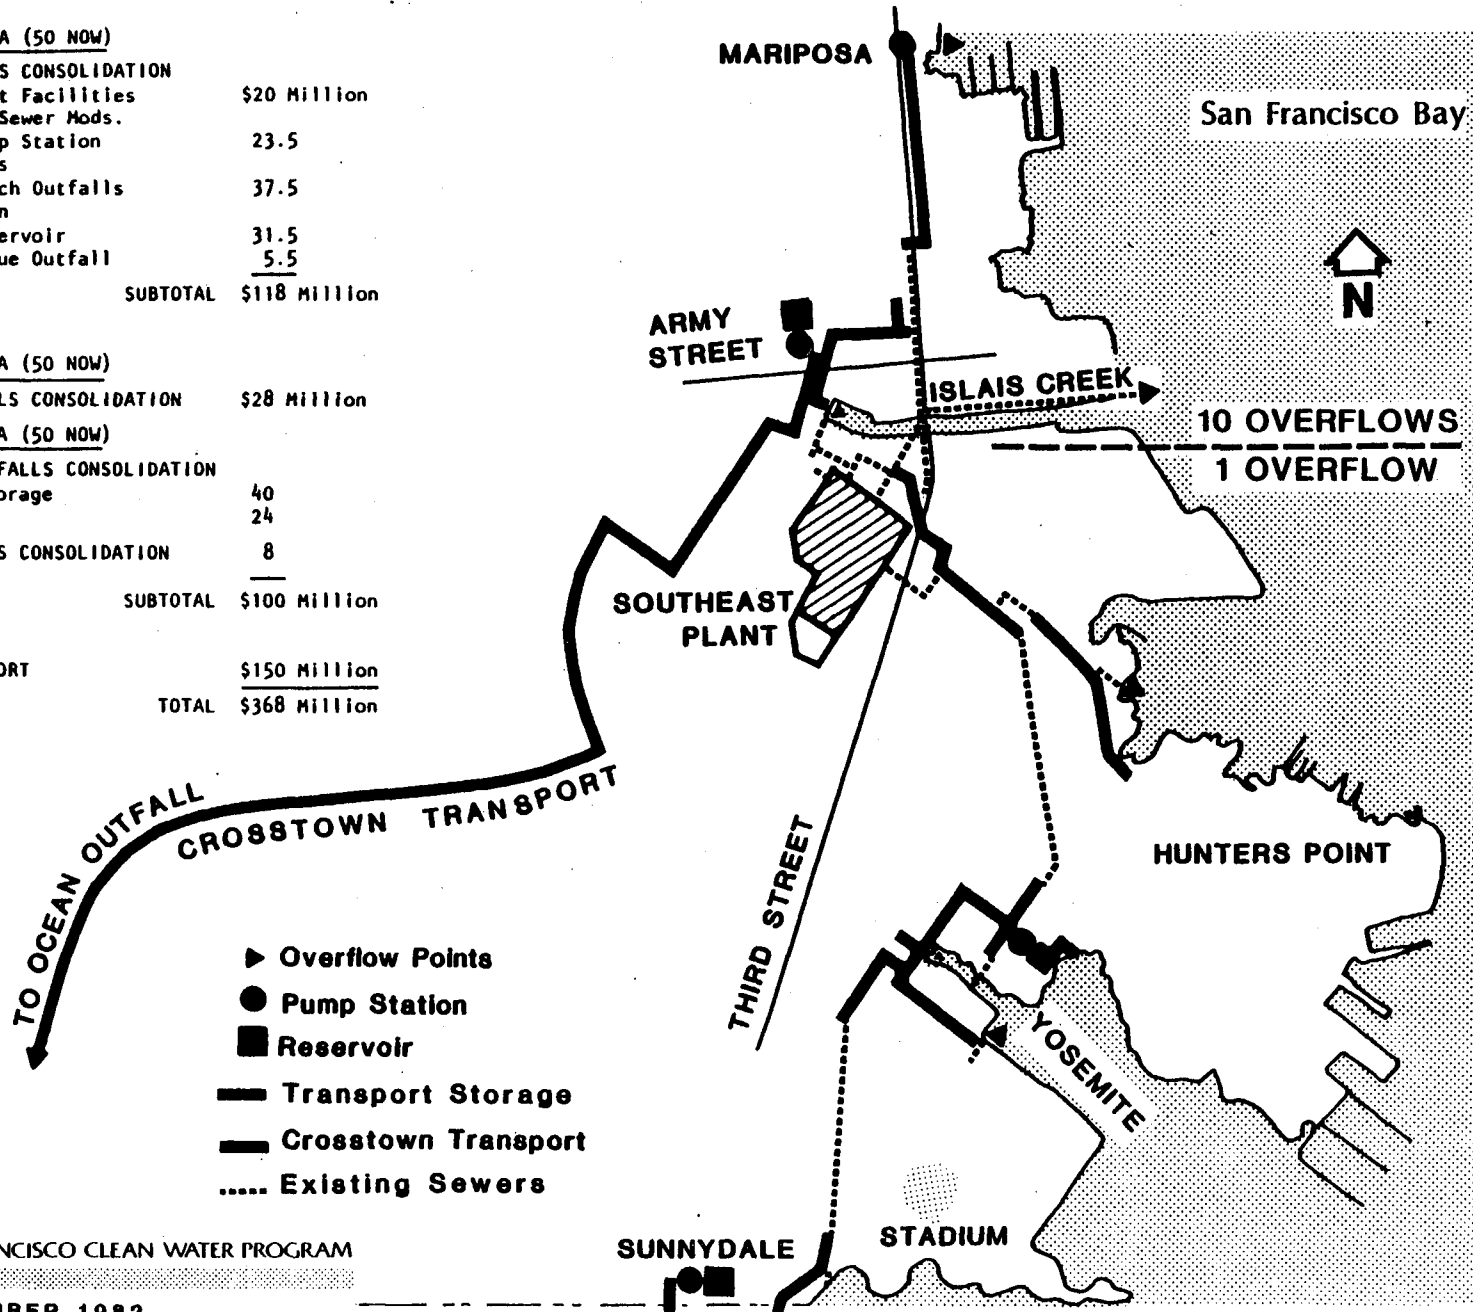 A (50 NOW)
S CONSOLIDATION
t Facilities $20 Million
Sewer Mods.
p Station 23.5
s
ch Outfalls 37.5
n
ervoir 31.5
ue Outfall 5.5
SUBTOTAL $118 Million
A (50 NOW)
LS CONSOLIDATION $28 Million
A (50 NOW)
FALLS CONSOLIDATION
orage 40
24
S CONSOLIDATION 8
SUBTOTAL $100 Million
ORT $150 Million
TOTAL $368 Million
MARIPOSA
San Francisco Bay
N
ARMY
STREET
ISLAIS CREEK
10 OVERFLOWS
1 OVERFLOW
SOUTHEAST
PLANT
TO OCEAN OUTFALL
CROSSTOWN TRANSPORT
THIRD STREET
HUNTERS POINT
YOSEMITE
STADIUM
SUNNYDALE
Overflow Points
Pump Station
Reservoir
Transport Storage
Crosstown Transport
Existing Sewers
NCISCO CLEAN WATER PROGRAM
MBER 1982